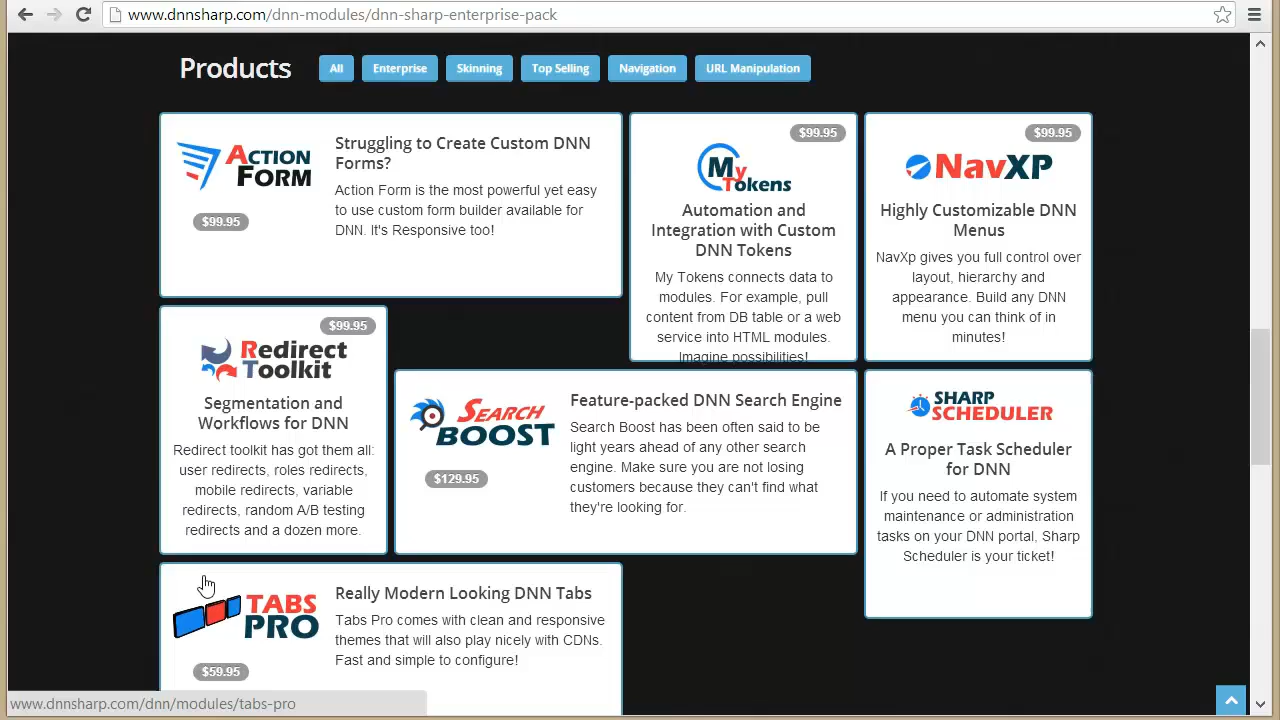 www.dnnsharp.com/dnn-modules/dnn-sharp-enterprise-pack
Products
All
Enterprise
Skinning
Top Selling
Navigation
URL Manipulation
ACTION
FORM
$99.95
Struggling to Create Custom DNN
Forms?
Action Form is the most powerful yet easy
to use custom form builder available for
DNN. It's Responsive too!
$99.95
My
Tokens
Automation and
Integration with Custom
DNN Tokens
My Tokens connects data to
modules. For example, pull
content from DB table or a web
service into HTML modules.
Imagine possibilities!
$99.95
NavXP
Highly Customizable DNN
Menus
NavXp gives you full control over
layout, hierarchy and
appearance. Build any DNN
menu you can think of in
minutes!
$99.95
Redirect
Toolkit
Segmentation and
Workflows for DNN
Redirect toolkit has got them all:
user redirects, roles redirects,
mobile redirects, variable
redirects, random A/B testing
redirects and a dozen more.
SEARCH
BOOST
$129.95
Feature-packed DNN Search Engine
Search Boost has been often said to be
light years ahead of any other search
engine. Make sure you are not losing
customers because they can't find what
they're looking for.
SHARP
SCHEDULER
A Proper Task Scheduler
for DNN
If you need to automate system
maintenance or administration
tasks on your DNN portal, Sharp
Scheduler is your ticket!
TABS
PRO
$59.95
Really Modern Looking DNN Tabs
Tabs Pro comes with clean and responsive
themes that will also play nicely with CDNs.
Fast and simple to configure!
www.dnnsharp.com/dnn/modules/tabs-pro